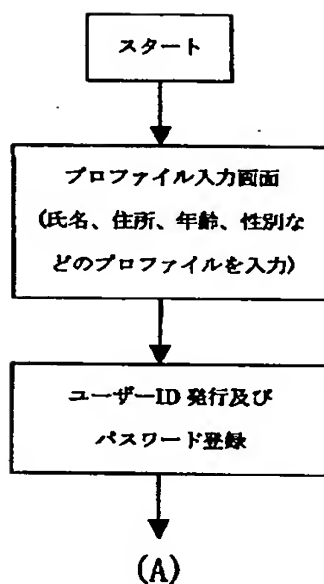 スタート
プロファイル入力画面
(氏名、住所、年齢、性別な
どのプロファイルを入力)
ユーザーID 発行及び
パスワード登録
(A)